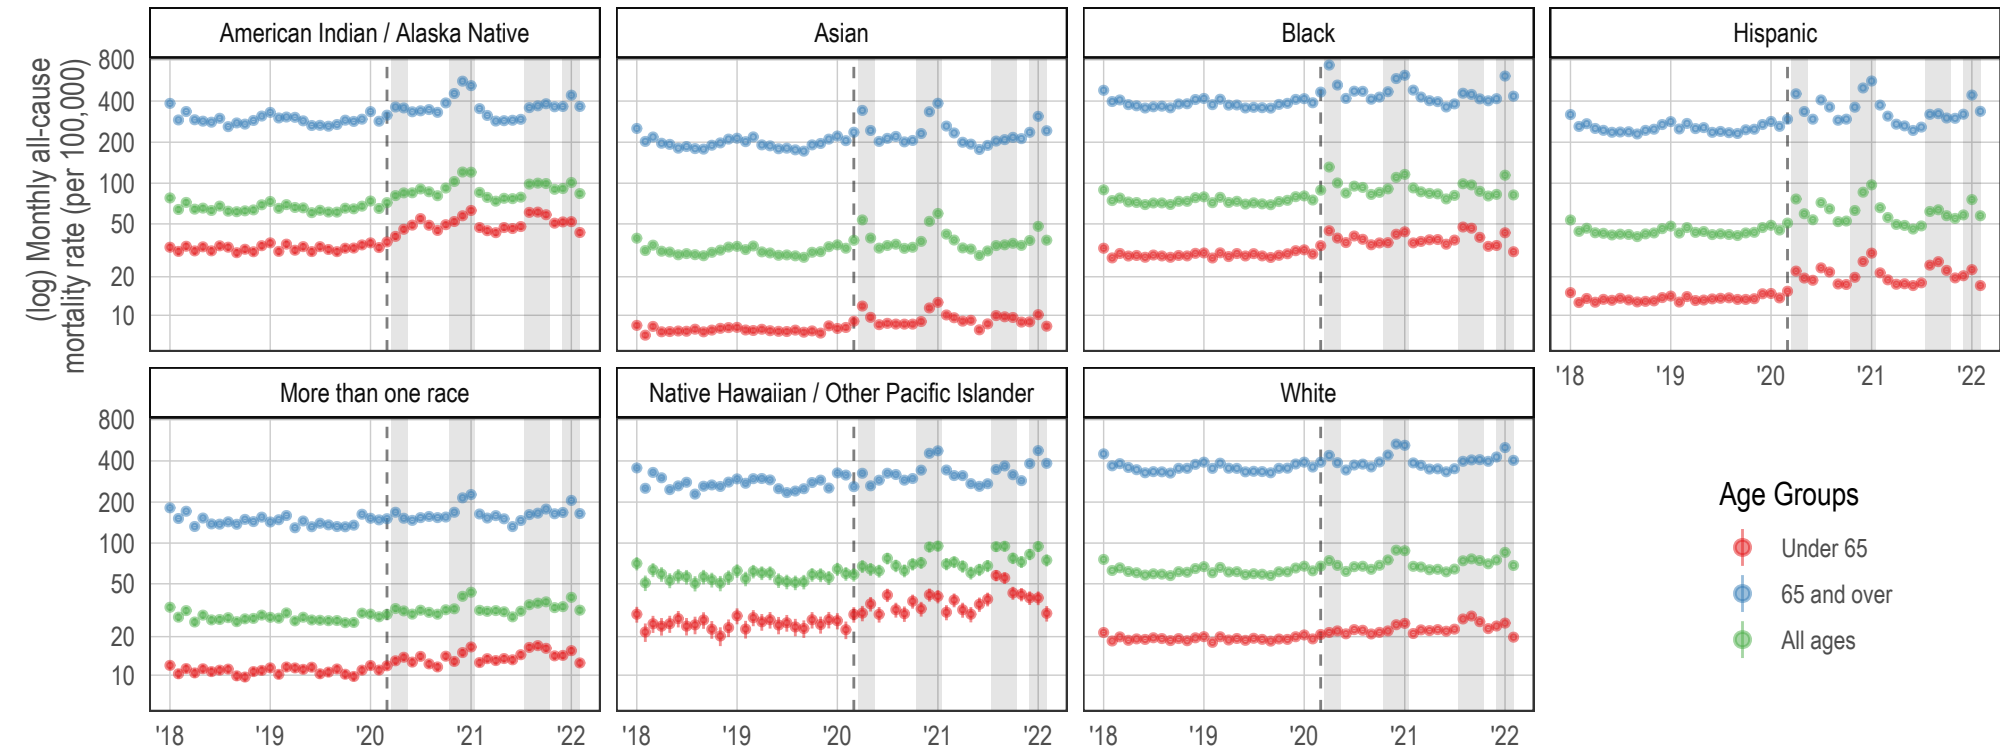 (log) Monthly all-cause
mortality rate (per 100,000)
American Indian / Alaska Native
Asian
Black
Hispanic
800
400
200
100
50
20
10
'18 '19 '20 '21 '22
More than one race
Native Hawaiian / Other Pacific Islander
White
800
400
200
100
50
20
10
'18 '19 '20 '21 '22
'18 '19 '20 '21 '22
'18 '19 '20 '21 '22
Age Groups
Under 65
65 and over
All ages